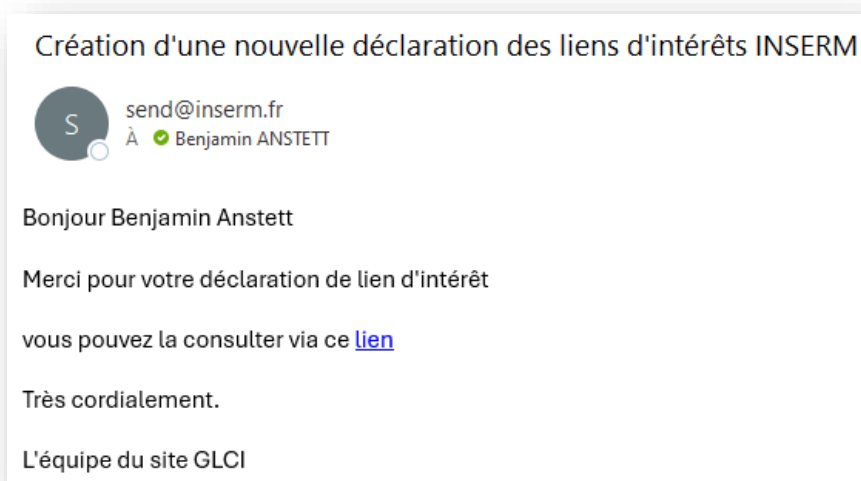 Création d'une nouvelle déclaration des liens d'intérêts INSERM
S
send@inserm.fr
À Benjamin ANSTETT
Bonjour Benjamin Anstett
Merci pour votre déclaration de lien d'intérêt
vous pouvez la consulter via ce lien
Très cordialement.
L'équipe du site GLCI